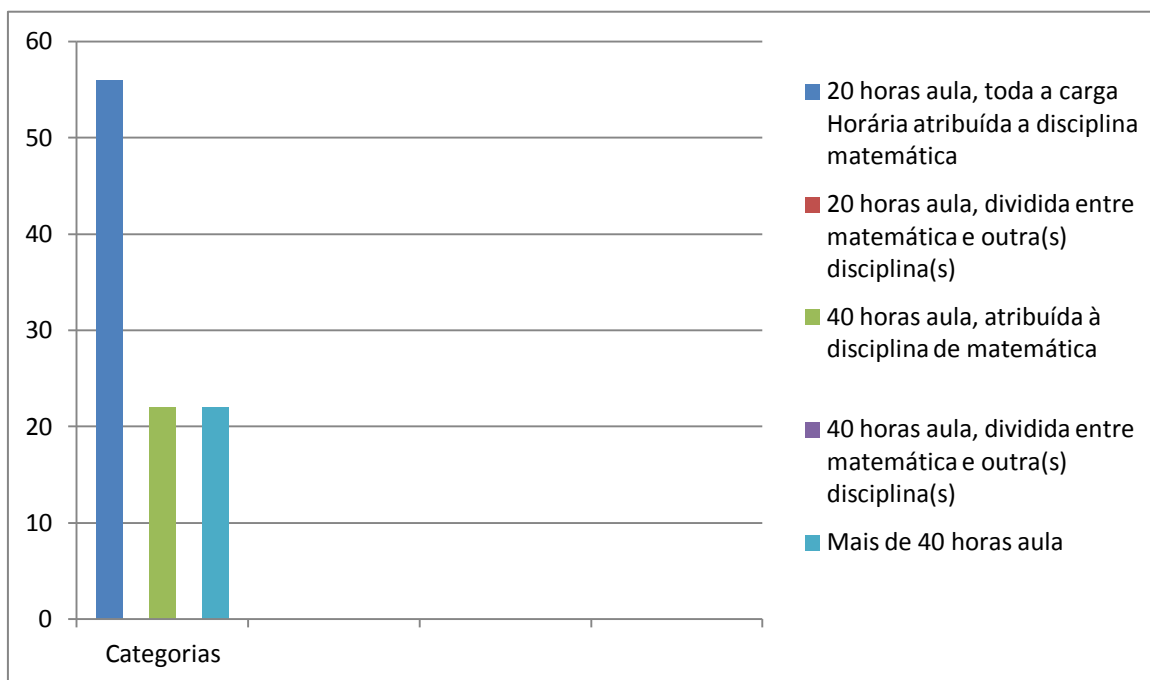 60
50
40
30
20
10
0
Categorias
20 horas aula, toda a carga
Horária atribuída a disciplina
matemática
20 horas aula, dividida entre
matemática e outra(s)
disciplina(s)
40 horas aula, atribuída à
disciplina de matemática
40 horas aula, dividida entre
matemática e outra(s)
disciplina(s)
Mais de 40 horas aula